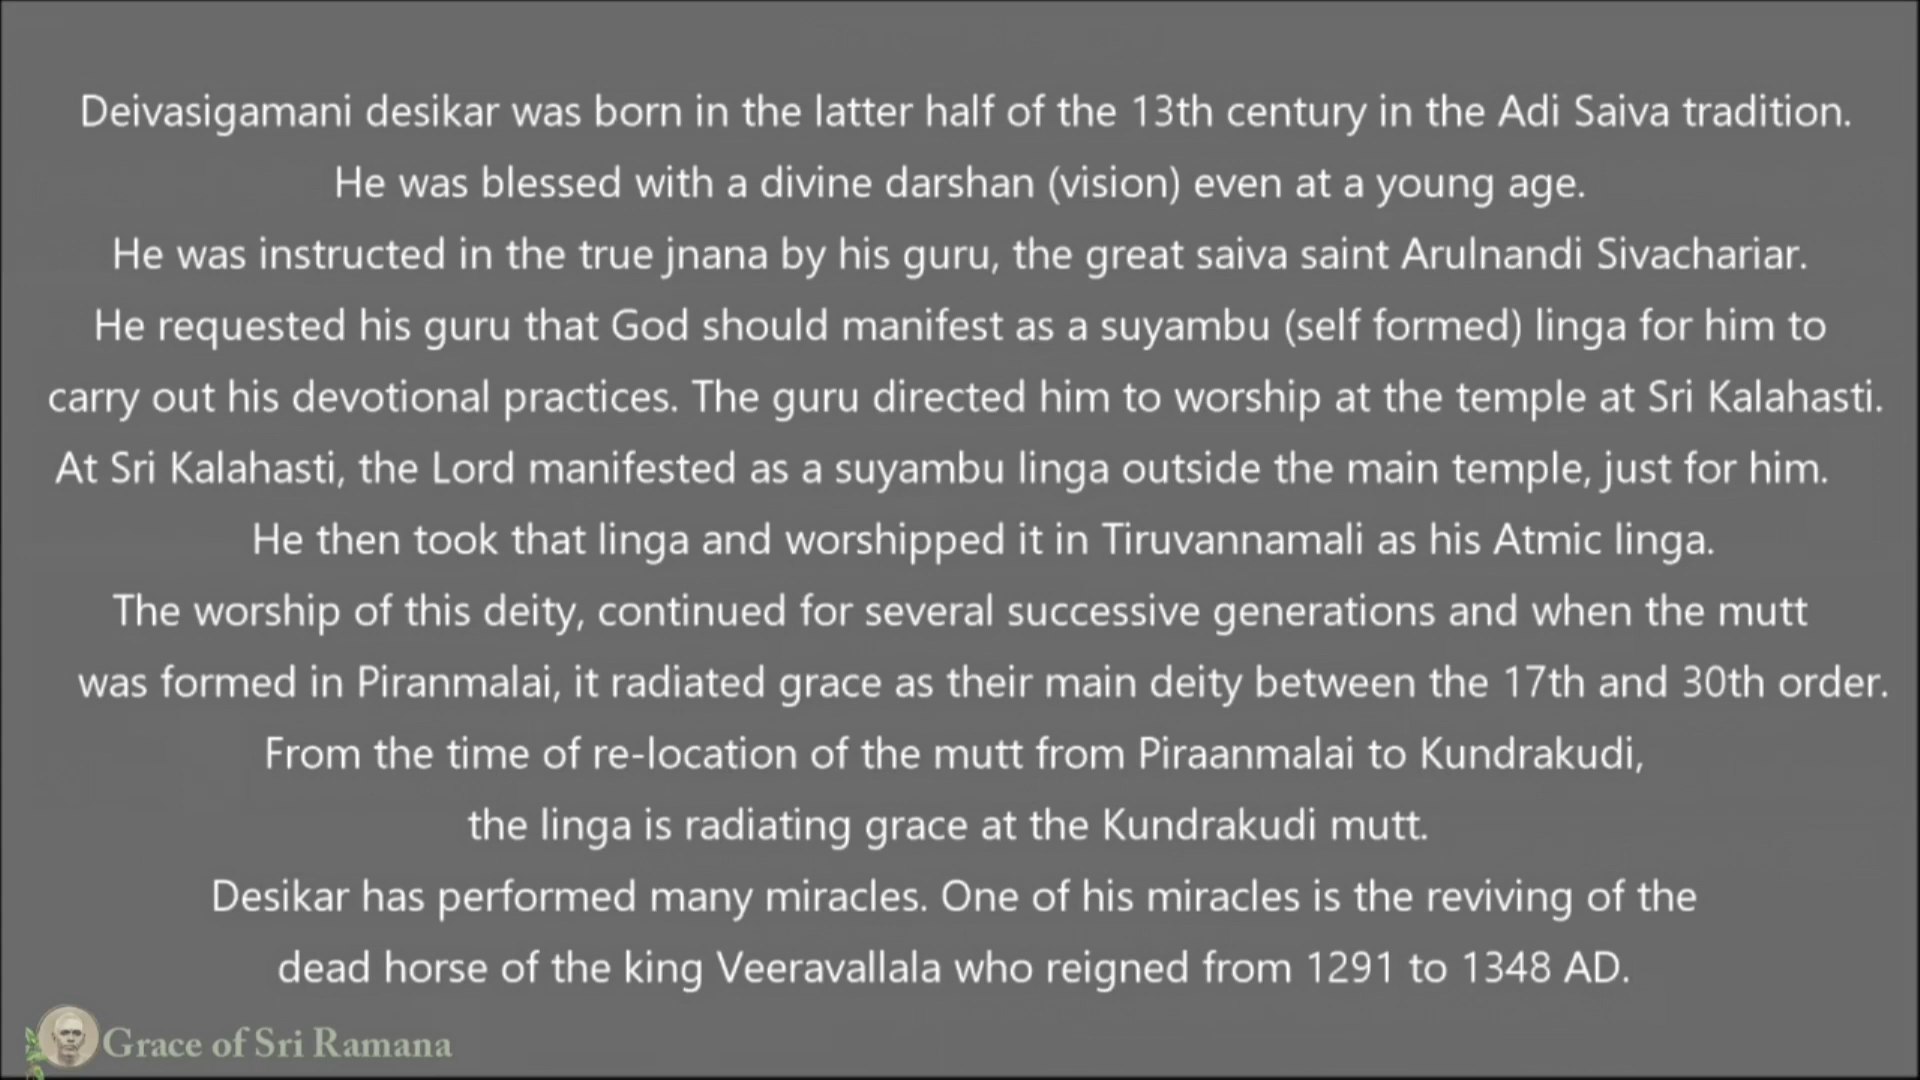 Deivasigamani desikar was born in the latter half of the 13th century in the Adi Saiva tradition.
He was blessed with a divine darshan (vision) even at a young age.
He was instructed in the true jnana by his guru, the great saiva saint Arulnandi Sivachariar.
He requested his guru that God should manifest as a suyambu (self formed) linga for him to
carry out his devotional practices. The guru directed him to worship at the temple at Sri Kalahasti.
At Sri Kalahasti, the Lord manifested as a suyambu linga outside the main temple, just for him.
He then took that linga and worshipped it in Tiruvannamali as his Atmic linga.
The worship of this deity, continued for several successive generations and when the mutt
was formed in Piranmalai, it radiated grace as their main deity between the 17th and 30th order.
From the time of re-location of the mutt from Piraanmalai to Kundrakudi,
the linga is radiating grace at the Kundrakudi mutt.
Desikar has performed many miracles. One of his miracles is the reviving of the
dead horse of the king Veeravallala who reigned from 1291 to 1348 AD.
Grace of Sri Ramana